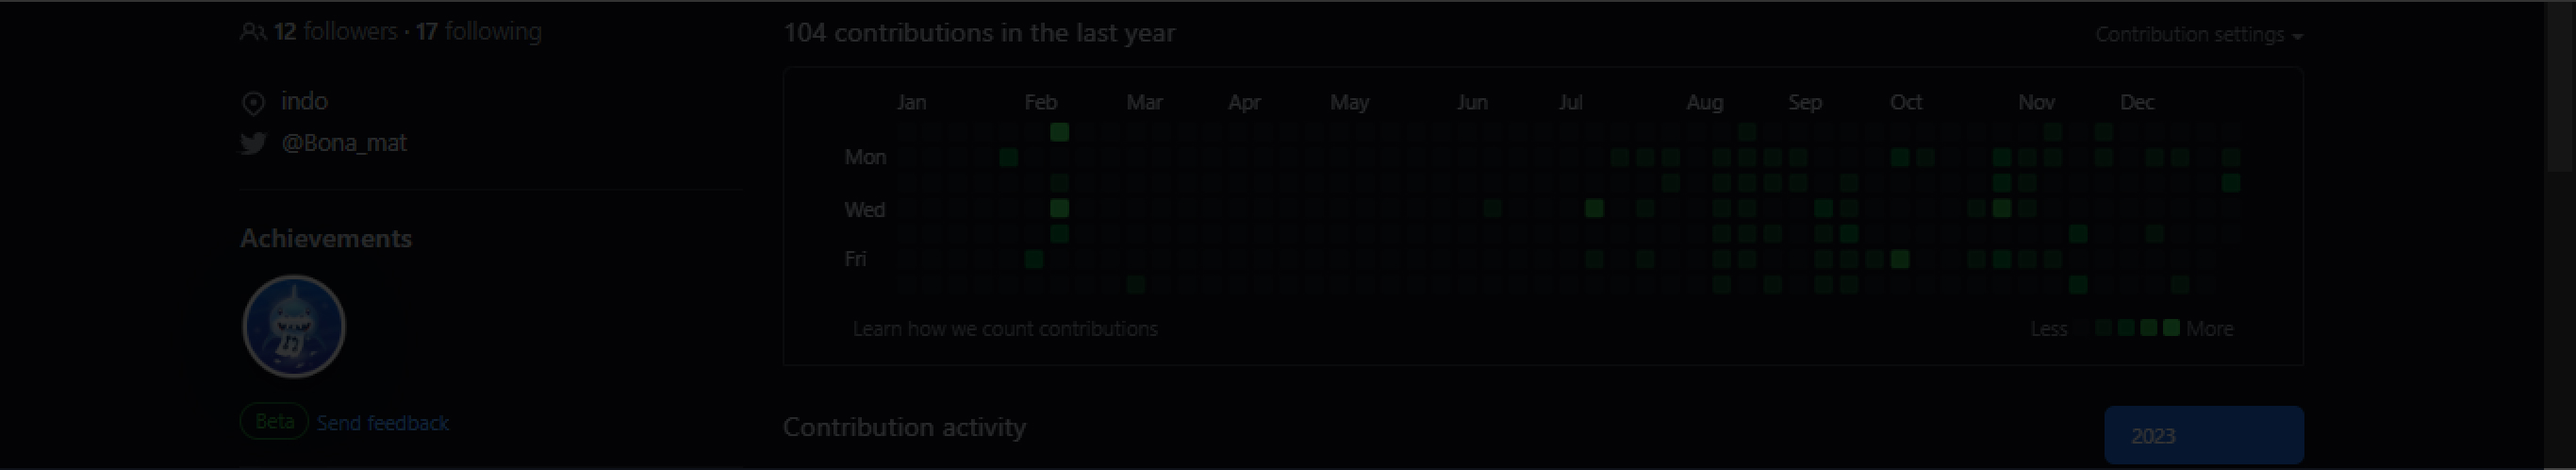 12 followers · 17 following
indo
@Bona_mat
Achievements
Beta Send feedback
104 contributions in the last year
Contribution settings
Jan Feb Mar Apr May Jun Jul Aug Sep Oct Nov Dec
Mon
Wed
Fri
Learn how we count contributions
Less More
Contribution activity
2023